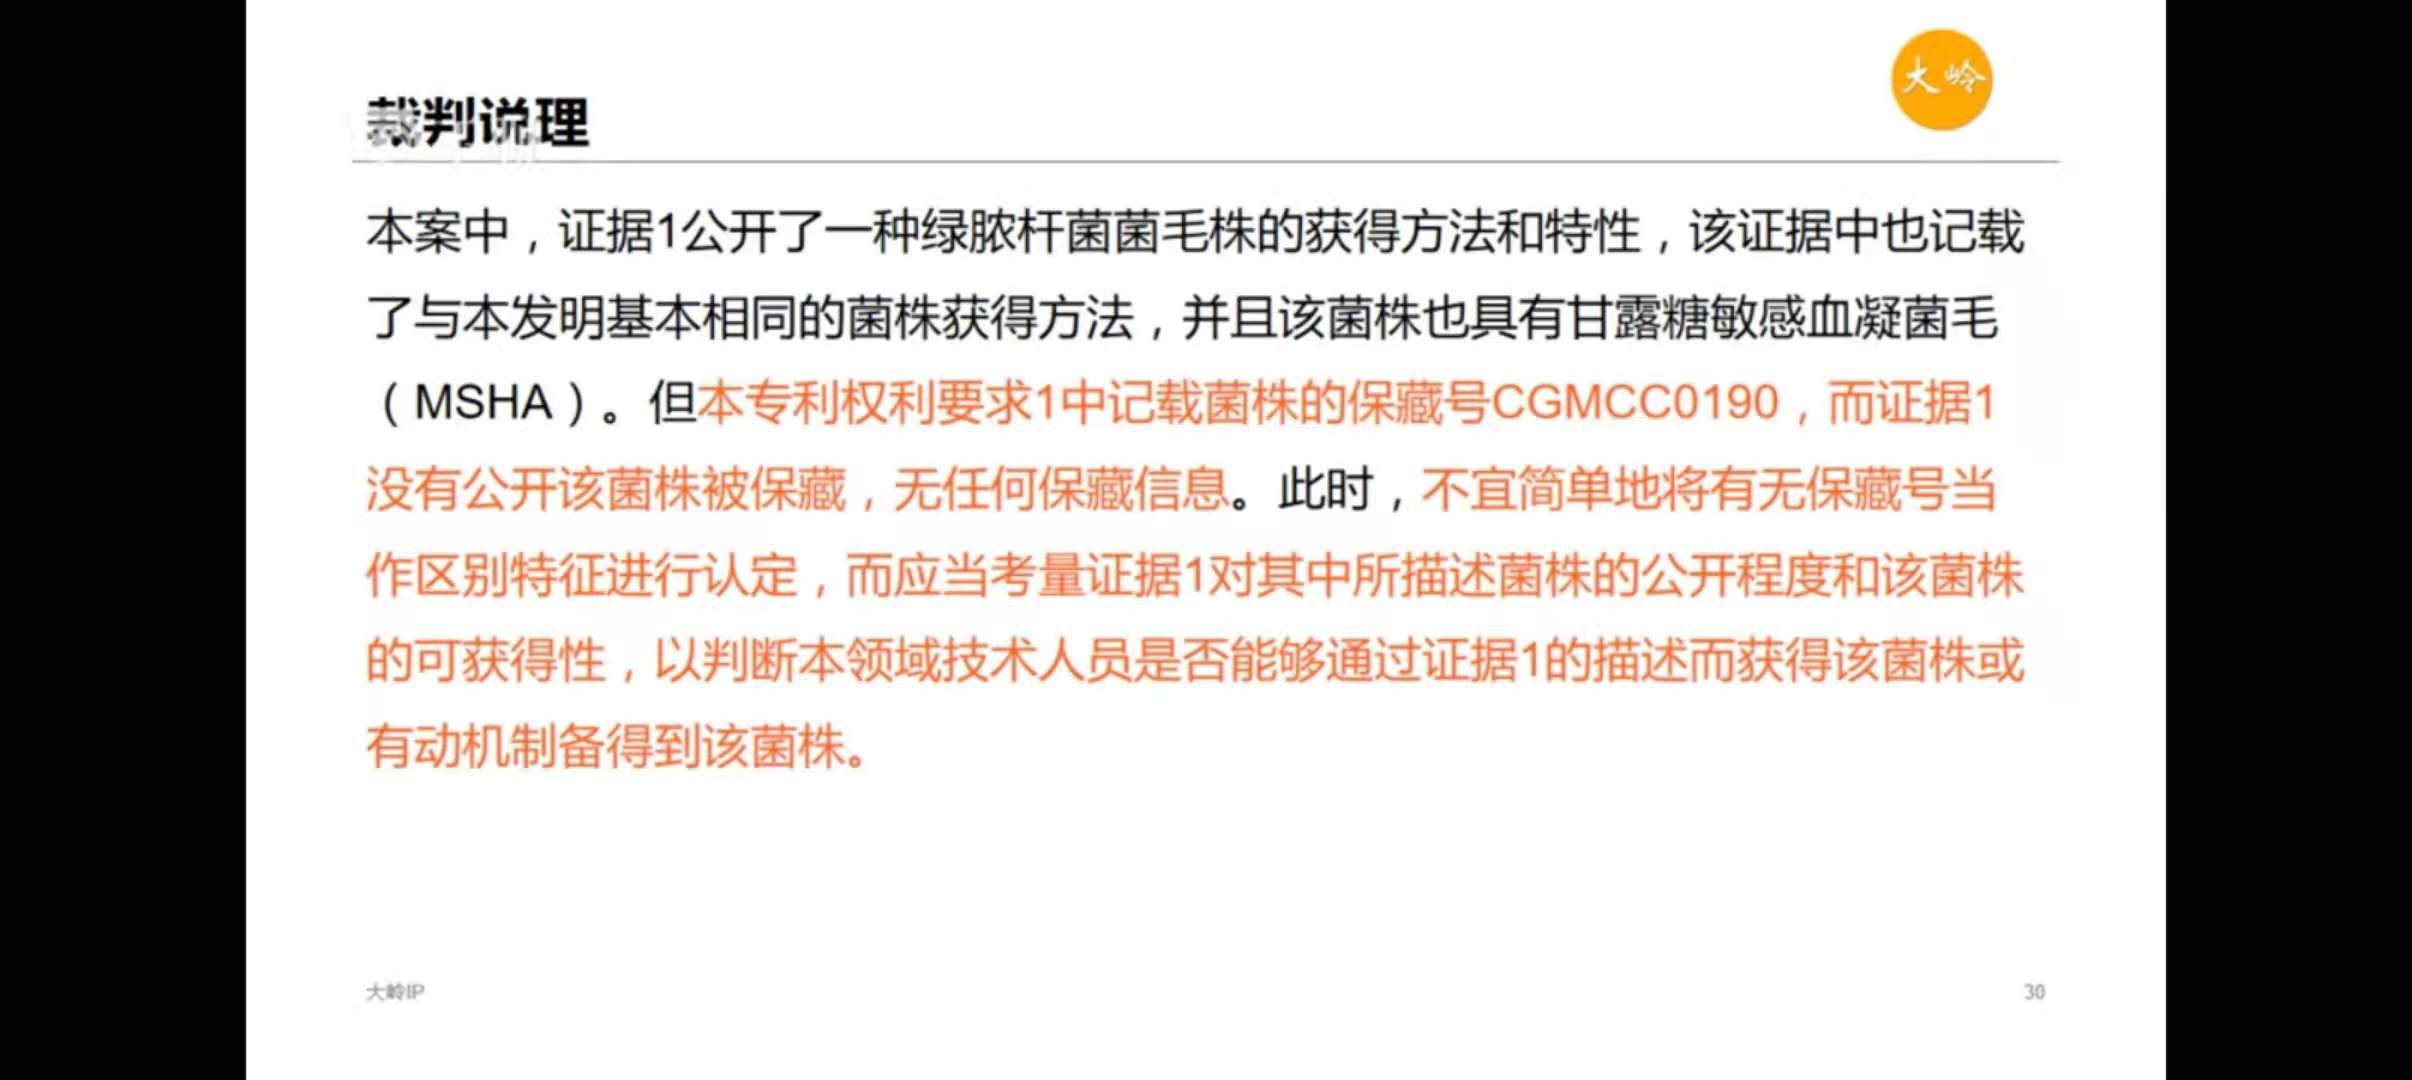 大岭
裁判说理
本案中，证据1公开了一种绿脓杆菌菌毛株的获得方法和特性，该证据中也记载
了与本发明基本相同的菌株获得方法，并且该菌株也具有甘露糖敏感血凝菌毛
（MSHA）。但本专利权利要求1中记载菌株的保藏号CGMCC0190，而证据1
没有公开该菌株被保藏，无任何保藏信息。此时，不宜简单地将有无保藏号当
作区别特征进行认定，而应当考量证据1对其中所描述菌株的公开程度和该菌株
的可获得性，以判断本领域技术人员是否能够通过证据1的描述而获得该菌株或
有动机制备得到该菌株。
大岭IP
30